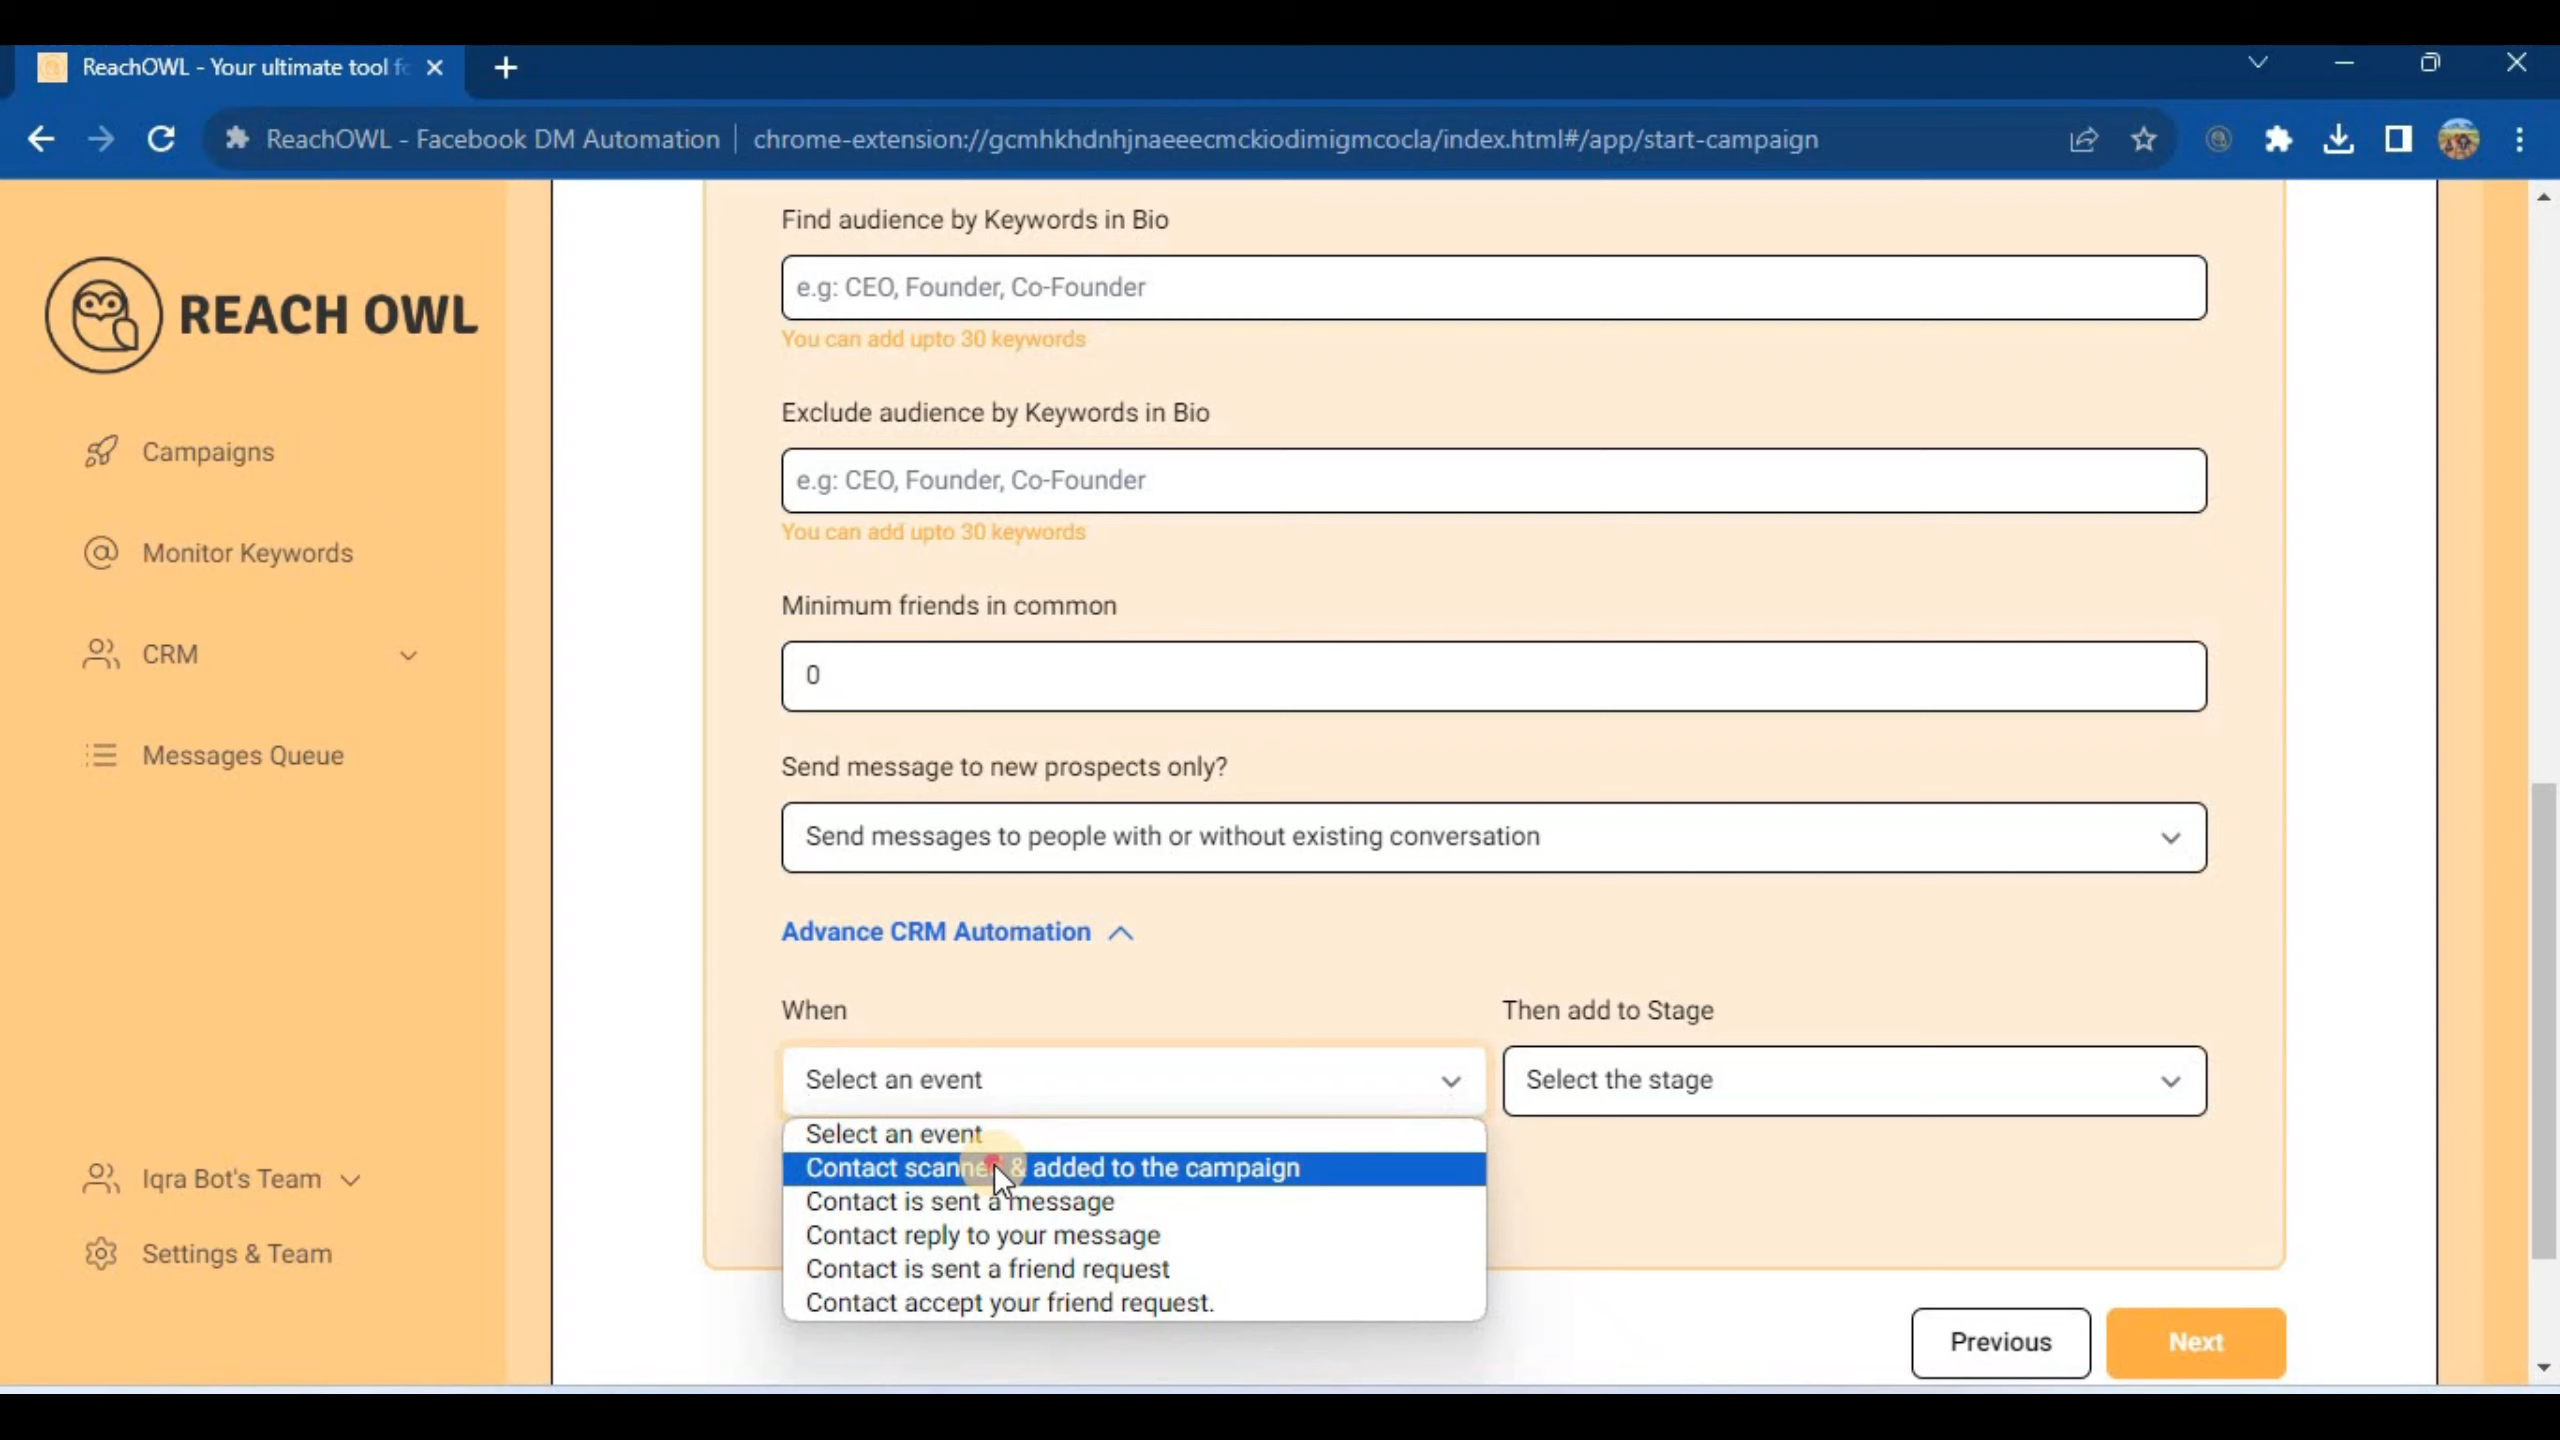 ReachOWL - Your ultimate tool fo
ReachOWL - Facebook DM Automation
chrome-extension://gcmhkhdnhjnaeeecmckiodimigmcocla/index.html#/app/start-campaign
REACH OWL
Campaigns
Monitor Keywords
CRM
Messages Queue
Iqra Bot's Team
Settings & Team
Find audience by Keywords in Bio
e.g: CEO, Founder, Co-Founder
You can add upto 30 keywords
Exclude audience by Keywords in Bio
e.g: CEO, Founder, Co-Founder
You can add upto 30 keywords
Minimum friends in common
0
Send message to new prospects only?
Send messages to people with or without existing conversation
Advance CRM Automation
When
Then add to Stage
Select an event
Select the stage
Select an event
Contact scanned & added to the campaign
Contact is sent a message
Contact reply to your message
Contact is sent a friend request
Contact accept your friend request.
Previous
Next